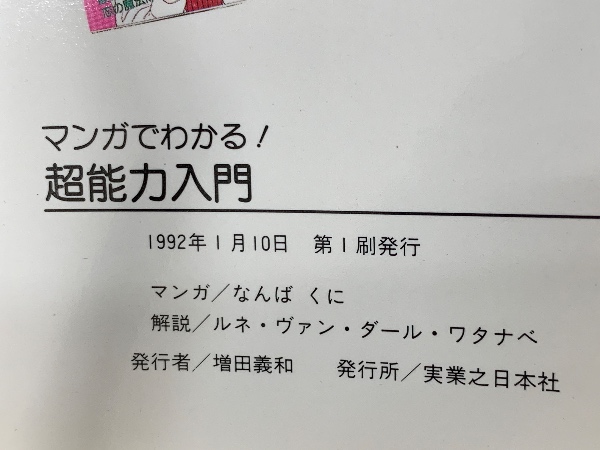 の魔法
マンガでわかる！
超能力入門
1992年1月10日　第1刷発行
マンガ／なんば くに
解説／ルネ・ヴァン・ダール・ワタナベ
発行者／増田義和　発行所／実業之日本社